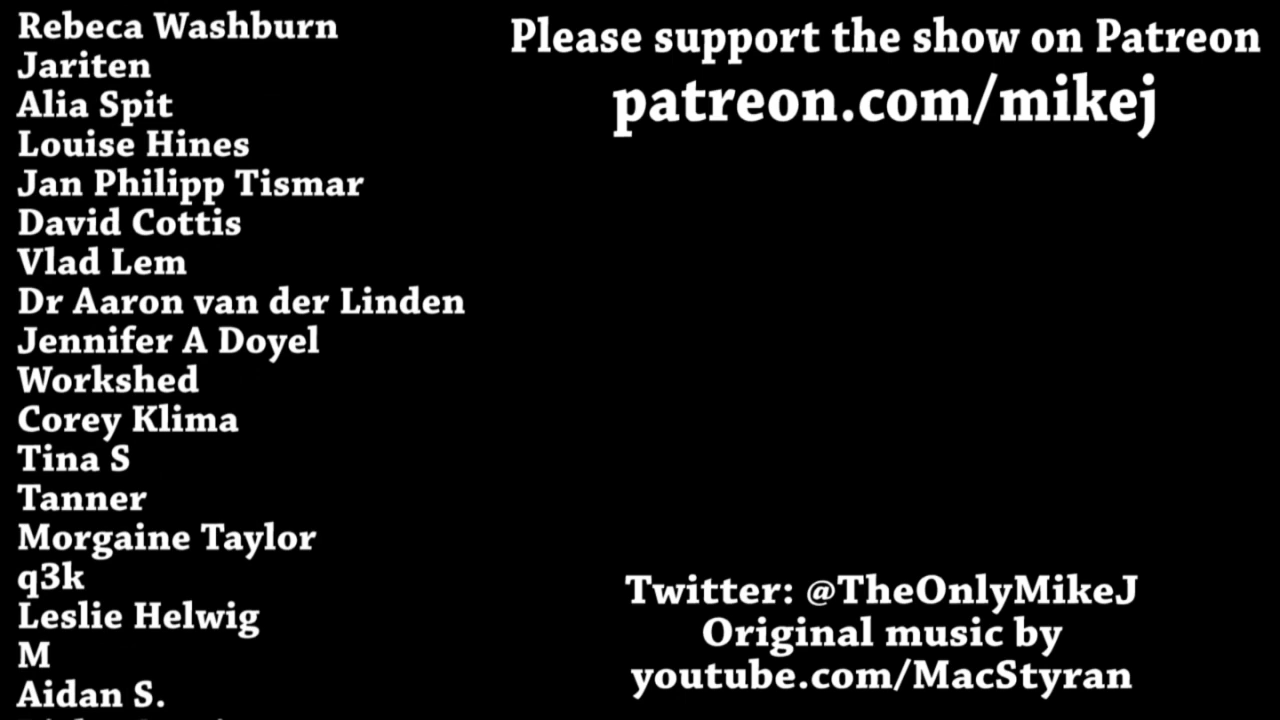 Rebeca Washburn
Jariten
Alia Spit
Louise Hines
Jan Philipp Tismar
David Cottis
Vlad Lem
Dr Aaron van der Linden
Jennifer A Doyel
Workshed
Corey Klima
Tina S
Tanner
Morgaine Taylor
q3k
Leslie Helwig
M
Aidan S.
Please support the show on Patreon
patreon.com/mikej
Twitter: @TheOnlyMikeJ
Original music by
youtube.com/MacStyran